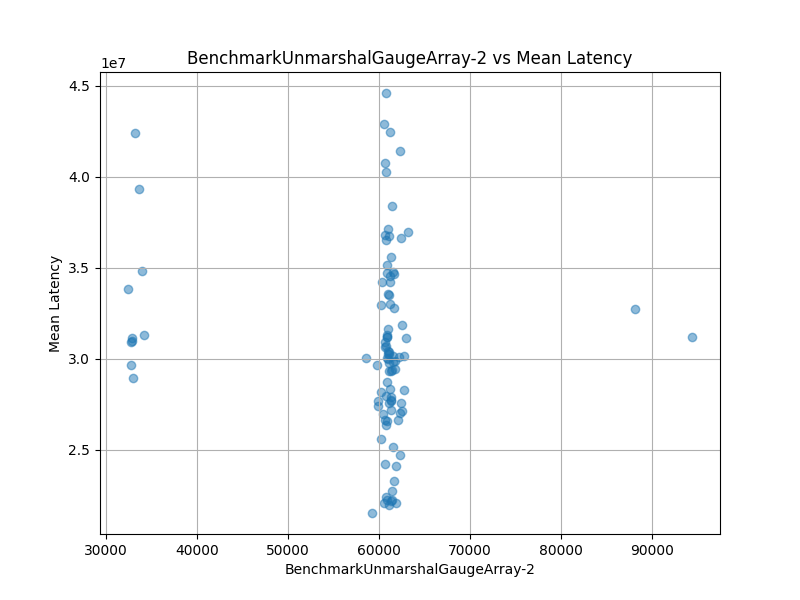 BenchmarkUnmarshalGaugeArray-2 vs Mean Latency
1e7
4.5
4.0
3.5
3.0
2.5
Mean Latency
30000 40000 50000 60000 70000 80000 90000
BenchmarkUnmarshalGaugeArray-2